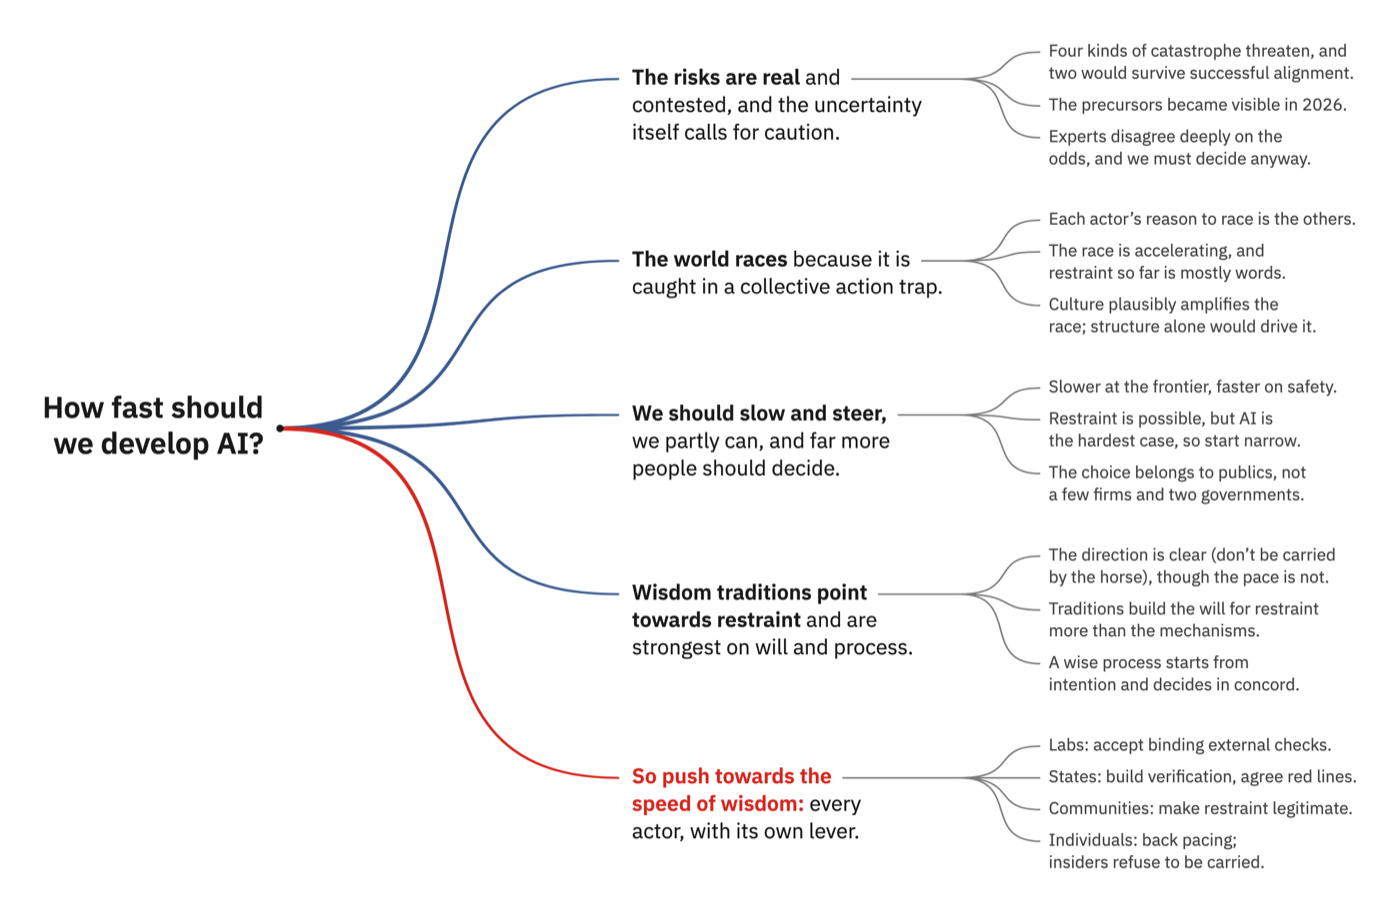 How fast should
we develop AI?
The risks are real and
contested, and the uncertainty
itself calls for caution.
Four kinds of catastrophe threaten, and
two would survive successful alignment.
The precursors became visible in 2026.
Experts disagree deeply on the
odds, and we must decide anyway.
The world races because it is
caught in a collective action trap.
Each actor’s reason to race is the others.
The race is accelerating, and
restraint so far is mostly words.
Culture plausibly amplifies the
race; structure alone would drive it.
We should slow and steer,
we partly can, and far more
people should decide.
Slower at the frontier, faster on safety.
Restraint is possible, but AI is
the hardest case, so start narrow.
The choice belongs to publics, not
a few firms and two governments.
Wisdom traditions point
towards restraint and are
strongest on will and process.
The direction is clear (don’t be carried
by the horse), though the pace is not.
Traditions build the will for restraint
more than the mechanisms.
A wise process starts from
intention and decides in concord.
So push towards the
speed of wisdom: every
actor, with its own lever.
Labs: accept binding external checks.
States: build verification, agree red lines.
Communities: make restraint legitimate.
Individuals: back pacing;
insiders refuse to be carried.